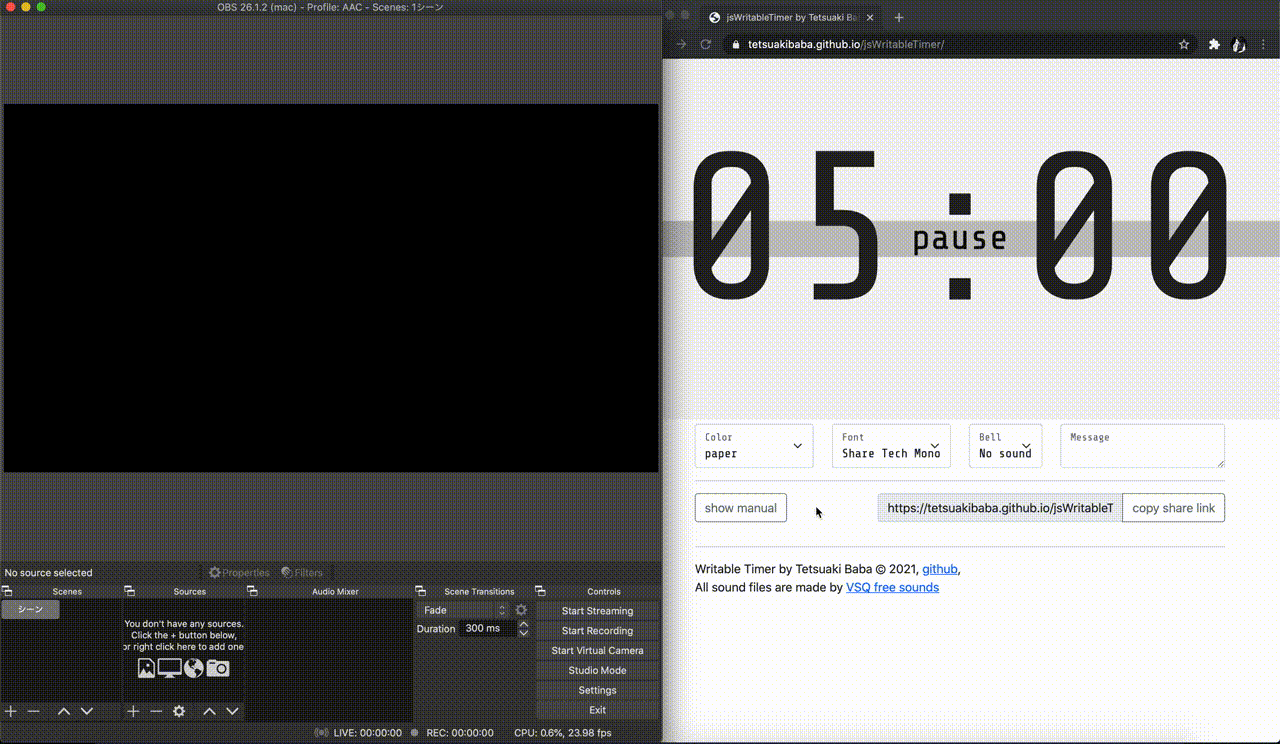 OBS 26.1.2 (mac) - Profile: AAC - Scenes: 1シーン
No source selected
Properties
Filters
Scenes
シーン
Sources
You don't have any sources.
Click the + button below,
or right click here to add one
Audio Mixer
Scene Transitions
Fade
Duration 300 ms
Controls
Start Streaming
Start Recording
Start Virtual Camera
Studio Mode
Settings
Exit
LIVE: 00:00:00
REC: 00:00:00
CPU: 0.6%, 23.98 fps
jsWritableTimer by Tetsuaki Ba
tetsuakibaba.github.io/jsWritableTimer/
05:00
pause
Color
paper
Font
Share Tech Mono
Bell
No sound
Message
show manual
https://tetsuakibaba.github.io/jsWritableT
copy share link
Writable Timer by Tetsuaki Baba © 2021, github,
All sound files are made by VSQ free sounds